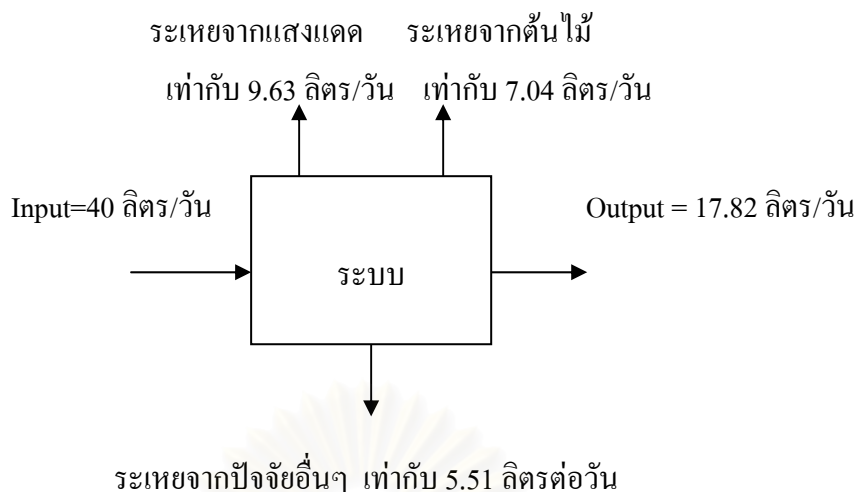 ระเหยจากแสงแดด ระเหยจากต้นไม้
เท่ากับ 9.63 ลิตร/วัน เท่ากับ 7.04 ลิตร/วัน
Input=40 ลิตร/วัน Output = 17.82 ลิตร/วัน
ระบบ
ระเหยจากปัจจัยอื่นๆ เท่ากับ 5.51 ลิตรต่อวัน